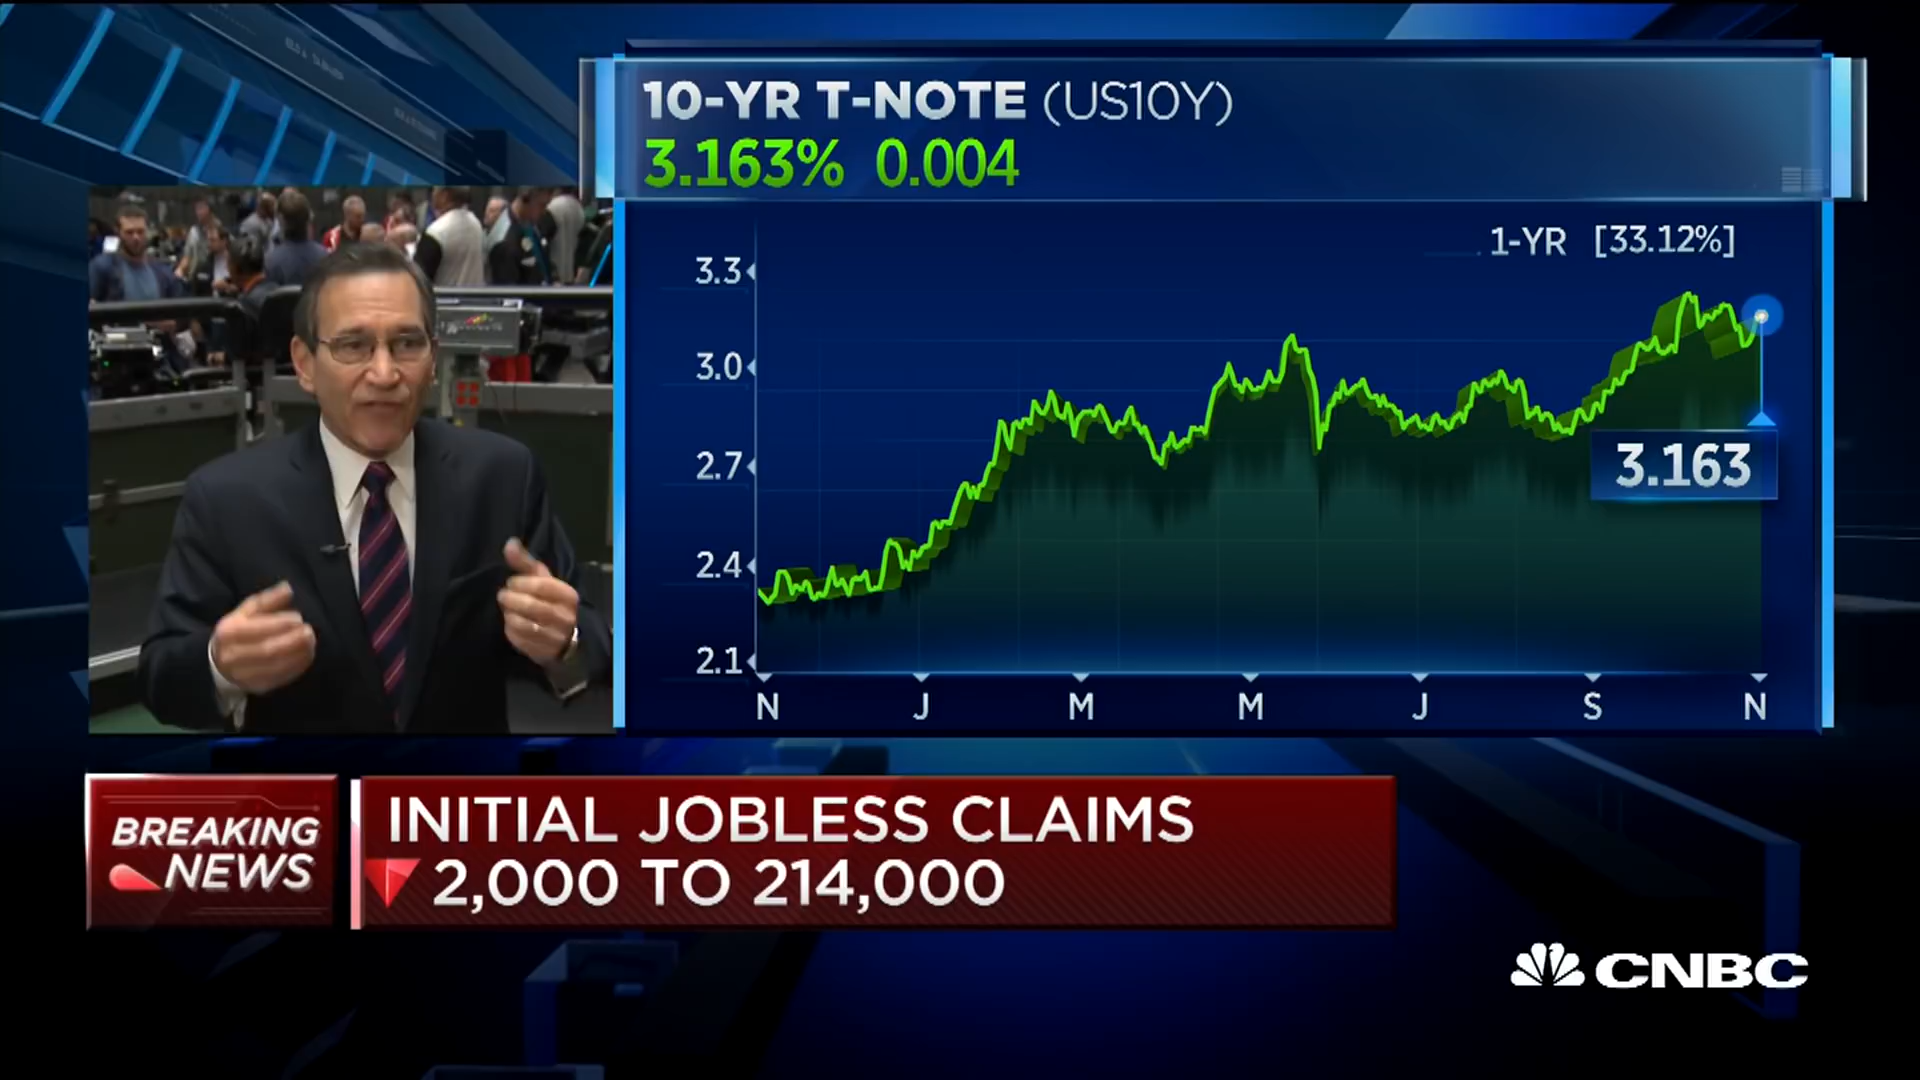 10-YR T-NOTE (US10Y)
3.163% 0.004
1-YR [33.12%]
3.3
3.0
2.7
2.4
2.1
3.163
N J M M J S N
BREAKING
NEWS
INITIAL JOBLESS CLAIMS
2,000 TO 214,000
CNBC